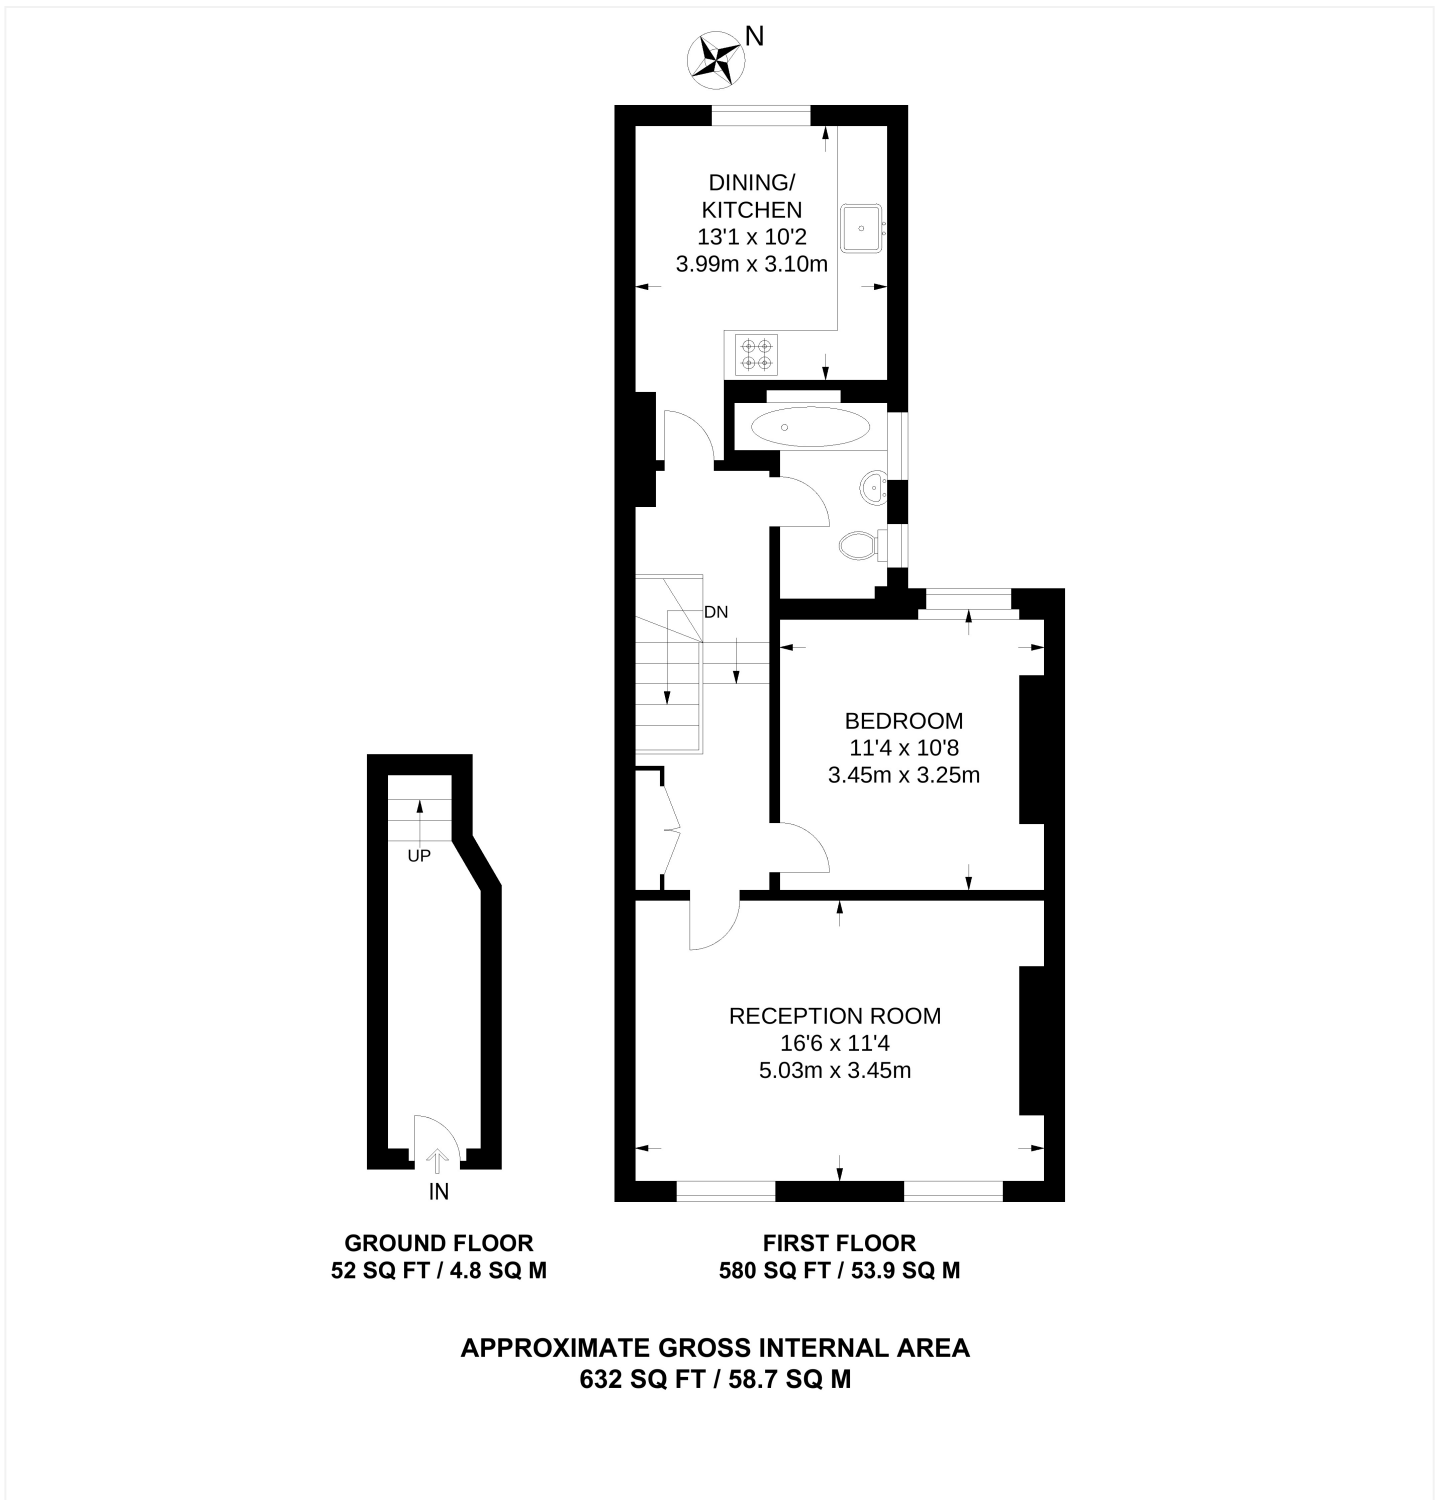 N
DINING/
KITCHEN
13'1 x 10'2
3.99m x 3.10m
DN
BEDROOM
11'4 x 10'8
3.45m x 3.25m
UP
RECEPTION ROOM
16'6 x 11'4
5.03m x 3.45m
IN
GROUND FLOOR
52 SQ FT / 4.8 SQ M
FIRST FLOOR
580 SQ FT / 53.9 SQ M
APPROXIMATE GROSS INTERNAL AREA
632 SQ FT / 58.7 SQ M